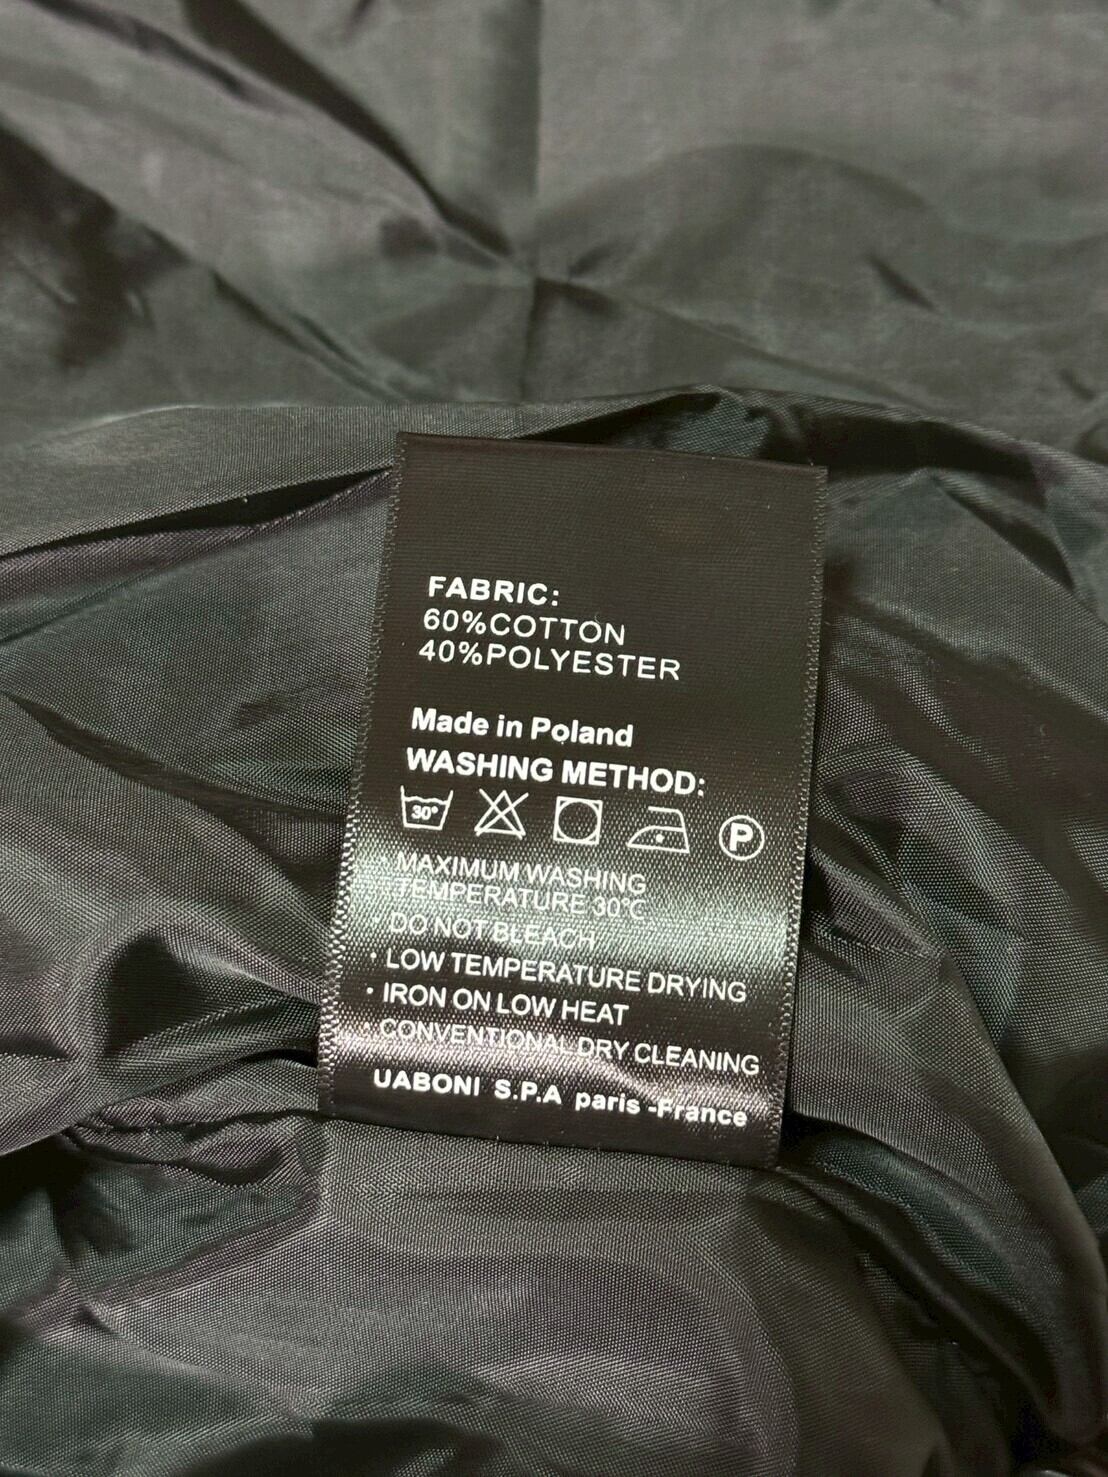 FABRIC:
60%COTTON
40%POLYESTER
Made in Poland
WASHING METHOD:
30° P
· MAXIMUM WASHING
TEMPERATURE 30℃
· DO NOT BLEACH
· LOW TEMPERATURE DRYING
· IRON ON LOW HEAT
· CONVENTIONAL DRY CLEANING
UABONI S.P.A paris -France